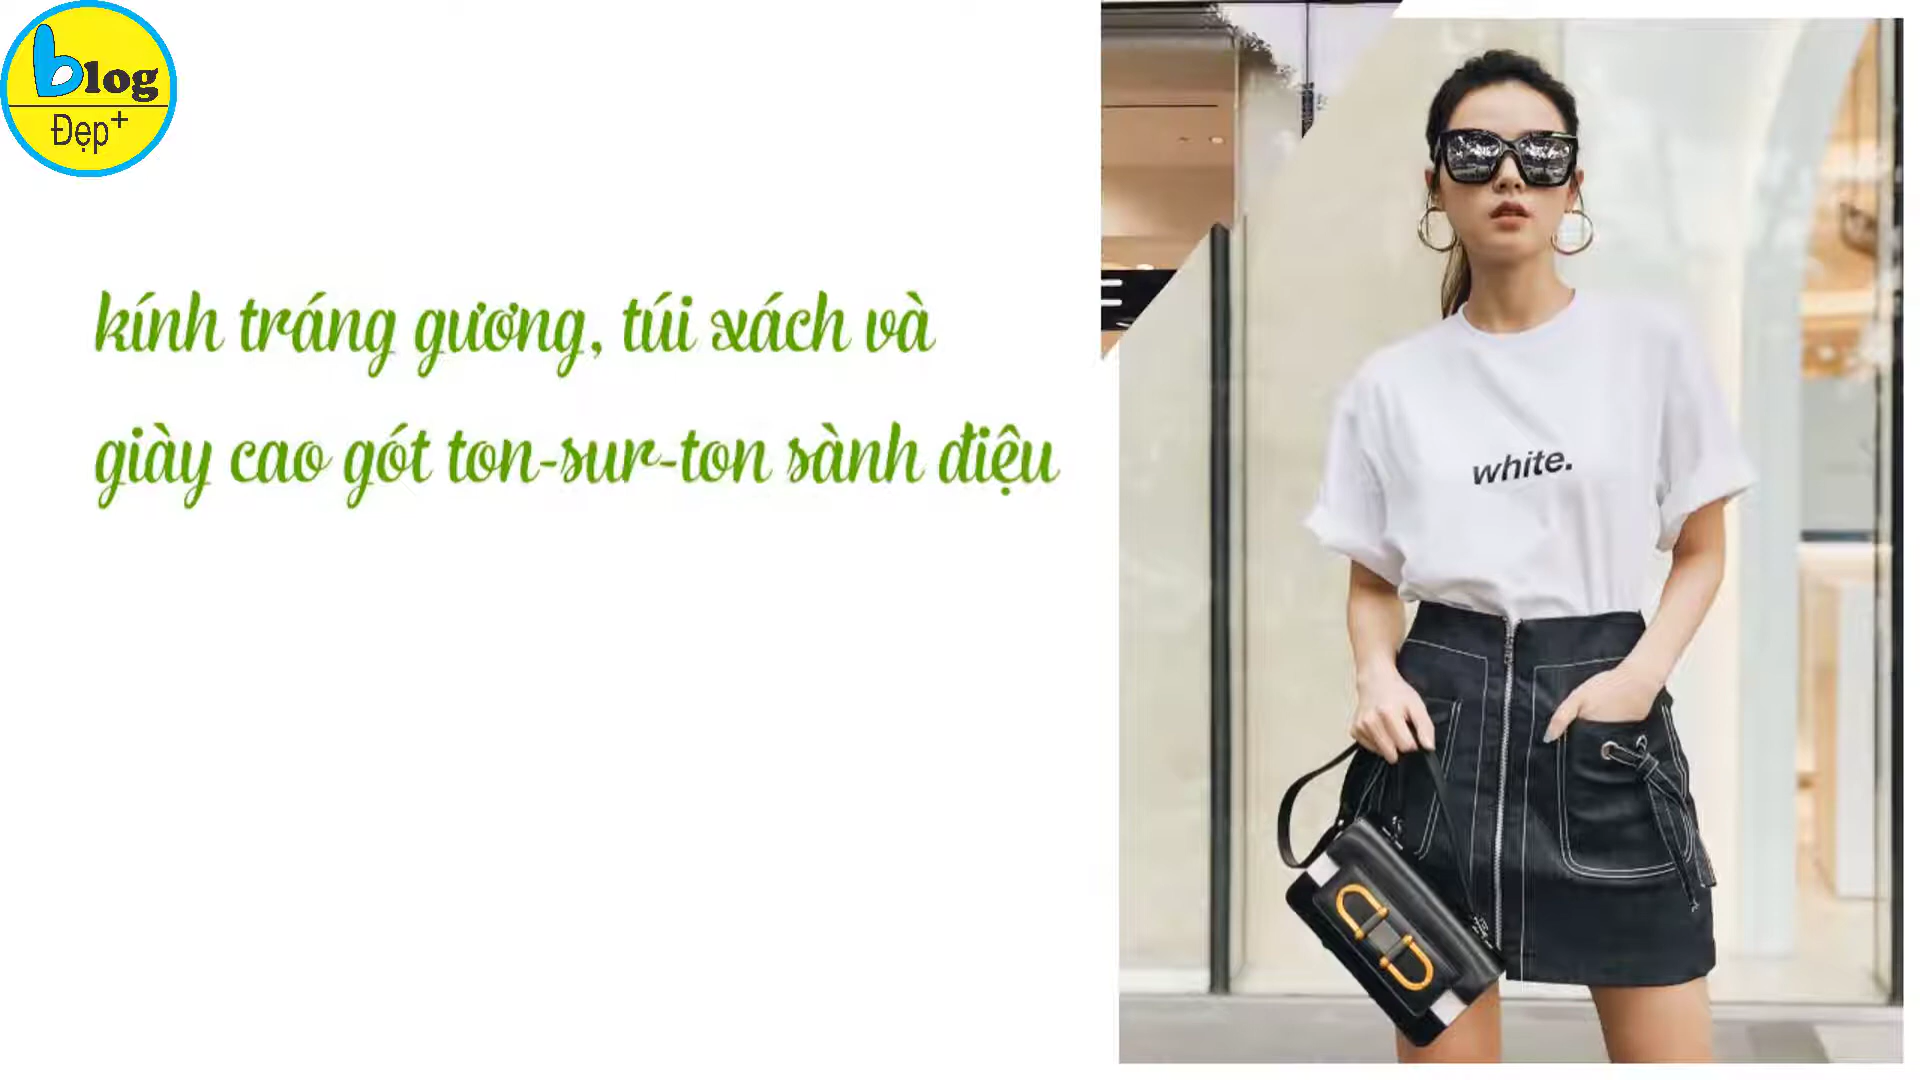 blog
Đẹp+
kính tráng gương, túi xách và
giày cao gót ton-sur-ton sành điệu
white.